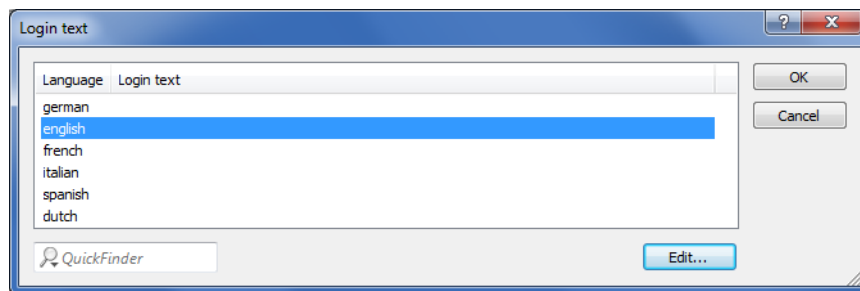 Login text
Language Login text
OK
german
english
Cancel
french
italian
spanish
dutch
QuickFinder
Edit...